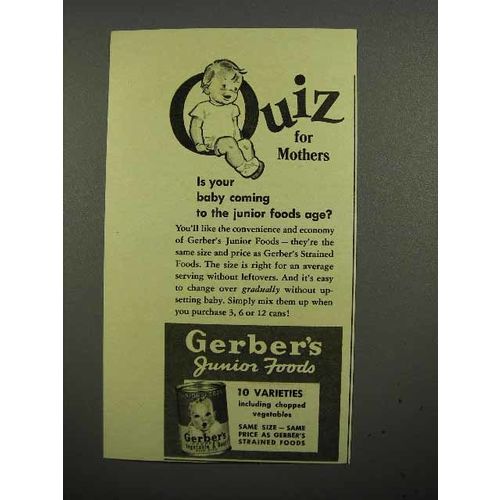 Quiz
for
Mothers
Is your
baby coming
to the junior foods age?
You'll like the convenience and economy
of Gerber's Junior Foods — they're the
same size and price as Gerber's Strained
Foods. The size is right for an average
serving without leftovers. And it's easy
to change over gradually without up-
setting baby. Simply mix them up when
you purchase 3, 6 or 12 cans!
Gerber's
Junior Foods
10 VARIETIES
including chopped
vegetables
SAME SIZE — SAME
PRICE AS GERBER'S
STRAINED FOODS
Gerber's